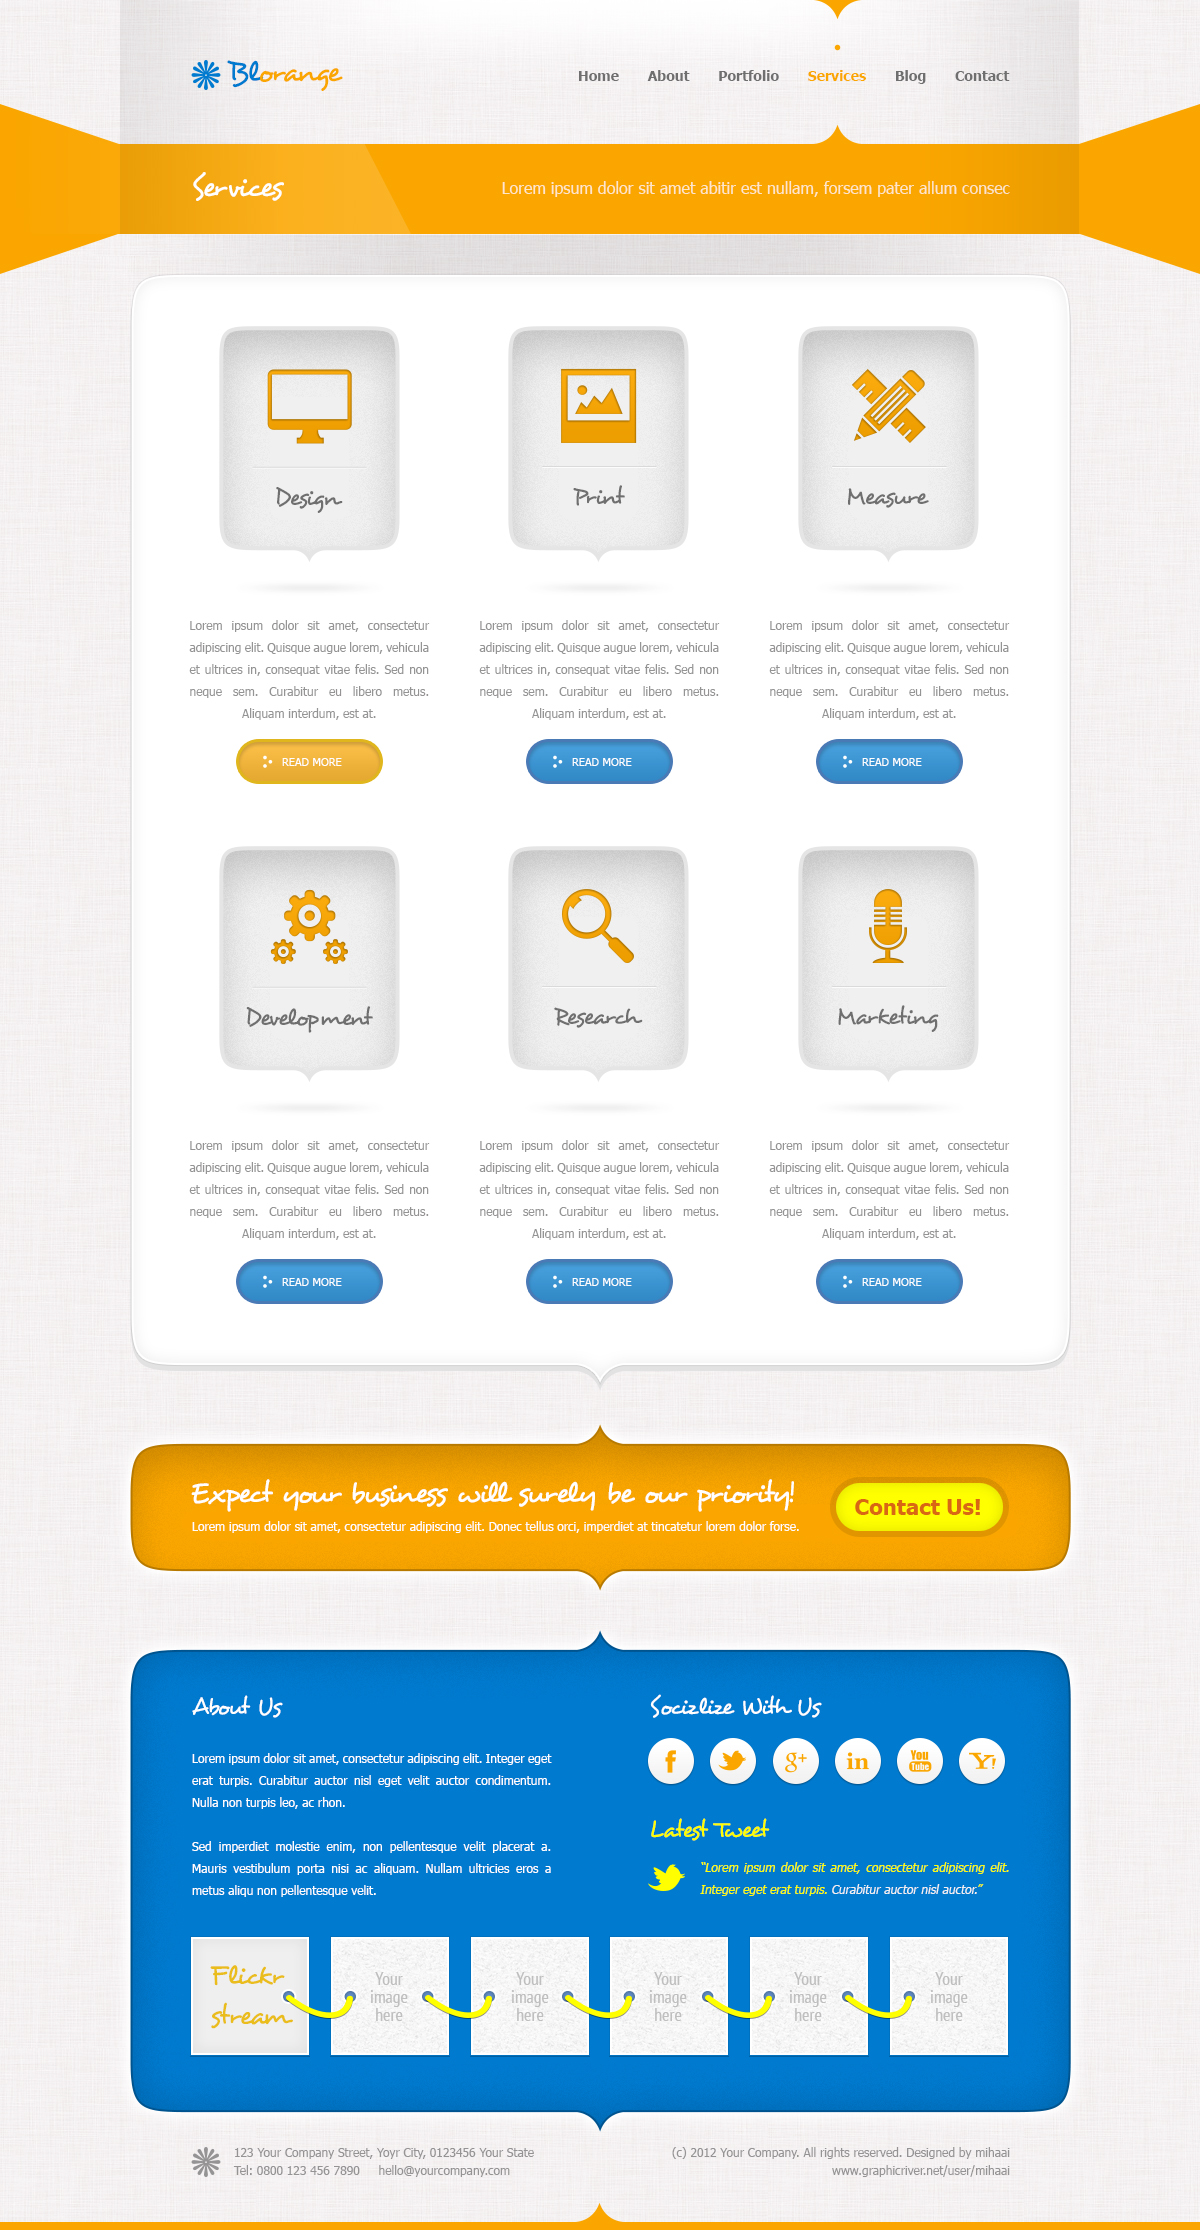 Blorange
Home About Portfolio Services Blog Contact
Services
Lorem ipsum dolor sit amet abitir est nullam, forsem pater allum consec
Design
Print
Measure
Lorem ipsum dolor sit amet, consectetur
adipiscing elit. Quisque augue lorem, vehicula
et ultrices in, consequat vitae felis. Sed non
neque sem. Curabitur eu libero metus.
Aliquam interdum, est at.
READ MORE
Lorem ipsum dolor sit amet, consectetur
adipiscing elit. Quisque augue lorem, vehicula
et ultrices in, consequat vitae felis. Sed non
neque sem. Curabitur eu libero metus.
Aliquam interdum, est at.
READ MORE
Lorem ipsum dolor sit amet, consectetur
adipiscing elit. Quisque augue lorem, vehicula
et ultrices in, consequat vitae felis. Sed non
neque sem. Curabitur eu libero metus.
Aliquam interdum, est at.
READ MORE
Development
Research
Marketing
Lorem ipsum dolor sit amet, consectetur
adipiscing elit. Quisque augue lorem, vehicula
et ultrices in, consequat vitae felis. Sed non
neque sem. Curabitur eu libero metus.
Aliquam interdum, est at.
READ MORE
Lorem ipsum dolor sit amet, consectetur
adipiscing elit. Quisque augue lorem, vehicula
et ultrices in, consequat vitae felis. Sed non
neque sem. Curabitur eu libero metus.
Aliquam interdum, est at.
READ MORE
Lorem ipsum dolor sit amet, consectetur
adipiscing elit. Quisque augue lorem, vehicula
et ultrices in, consequat vitae felis. Sed non
neque sem. Curabitur eu libero metus.
Aliquam interdum, est at.
READ MORE
Expect your business will surely be our priority!
Lorem ipsum dolor sit amet, consectetur adipiscing elit. Donec tellus orci, imperdiet at tincatetur lorem dolor forse.
Contact Us!
About Us
Lorem ipsum dolor sit amet, consectetur adipiscing elit. Integer eget
erat turpis. Curabitur auctor nisl eget velit auctor condimentum.
Nulla non turpis leo, ac rhon.
Sed imperdiet molestie enim, non pellentesque velit placerat a.
Mauris vestibulum porta nisi ac aliquam. Nullam ultricies eros a
metus aliqu non pellentesque velit.
Socizlize With Us
f g+ in You Tube Y!
Latest Tweet
“Lorem ipsum dolor sit amet, consectetur adipiscing elit.
Integer eget erat turpis. Curabitur auctor nisl auctor.”
Flickr
stream
Your
image
here
Your
image
here
Your
image
here
Your
image
here
Your
image
here
123 Your Company Street, Yoyr City, 0123456 Your State
Tel: 0800 123 456 7890 hello@yourcompany.com
(c) 2012 Your Company. All rights reserved. Designed by mihaai
www.graphicriver.net/user/mihaai